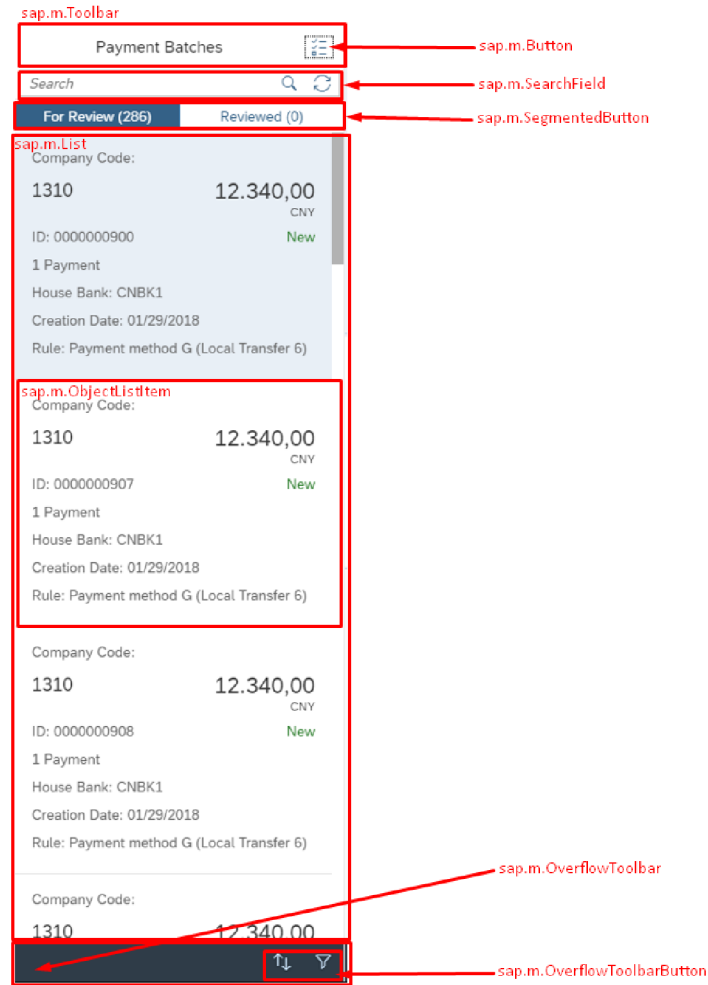 sap.m.Toolbar
Payment Batches
sap.m.Button
Search
sap.m.SearchField
For Review (286) Reviewed (0)
sap.m.SegmentedButton
sap.m.List
Company Code:
1310 12.340,00
CNY
ID: 0000000900 New
1 Payment
House Bank: CNBK1
Creation Date: 01/29/2018
Rule: Payment method G (Local Transfer 6)
sap.m.ObjectListItem
Company Code:
1310 12.340,00
CNY
ID: 0000000907 New
1 Payment
House Bank: CNBK1
Creation Date: 01/29/2018
Rule: Payment method G (Local Transfer 6)
Company Code:
1310 12.340,00
CNY
ID: 0000000908 New
1 Payment
House Bank: CNBK1
Creation Date: 01/29/2018
Rule: Payment method G (Local Transfer 6)
sap.m.OverflowToolbar
Company Code:
1310 12.340,00
sap.m.OverflowToolbarButton